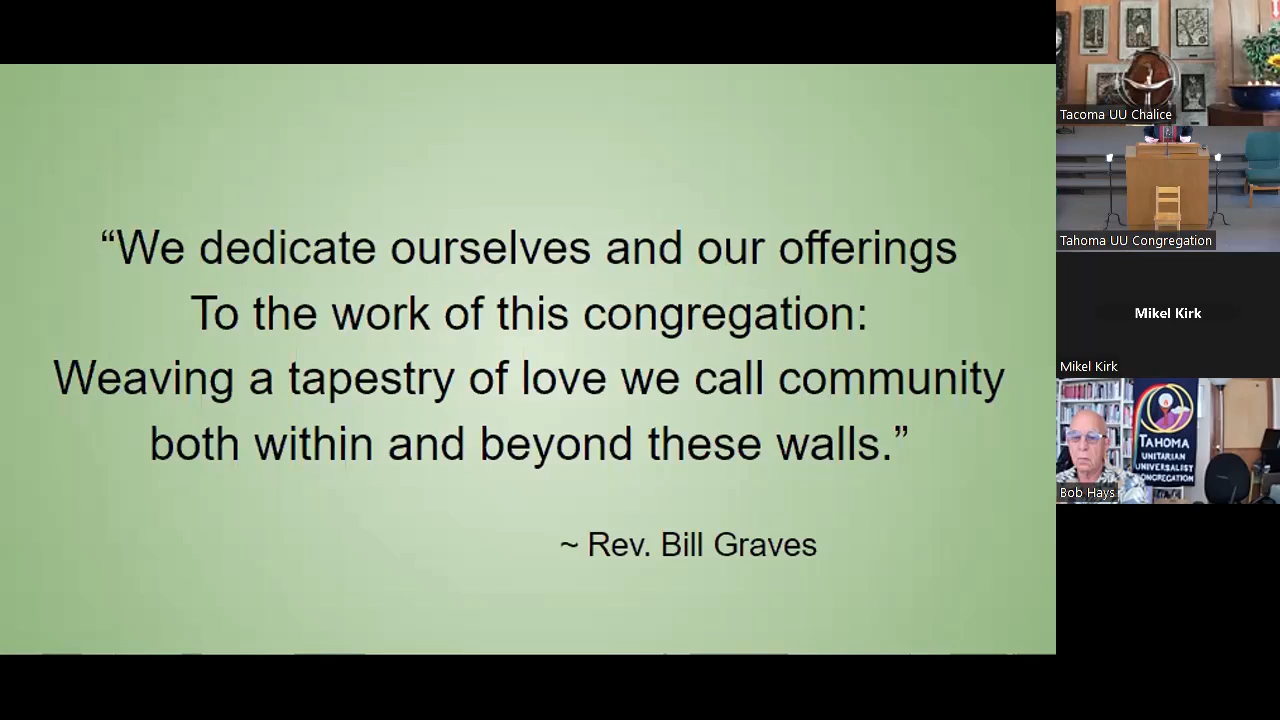 “We dedicate ourselves and our offerings
To the work of this congregation:
Weaving a tapestry of love we call community
both within and beyond these walls.”
~ Rev. Bill Graves
Tacoma UU Chalice
Tahoma UU Congregation
Mikel Kirk
Mikel Kirk
TAHOMA
UNITARIAN
UNIVERSALIST
CONGREGATION
Bob Hays